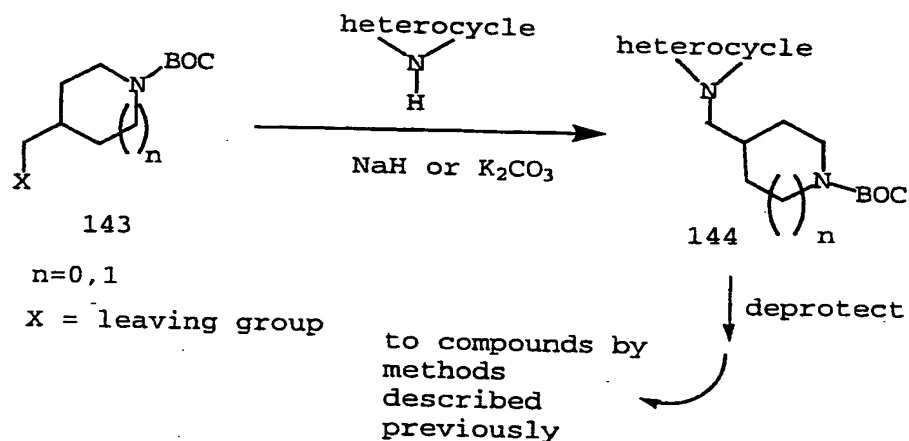 heterocycle
N
H
N
BOC
( )n
X
143
n=0,1
X = leaving group
NaH or K2CO3
heterocycle
N
N
BOC
( ) n
144
deprotect
to compounds by
methods
described
previously